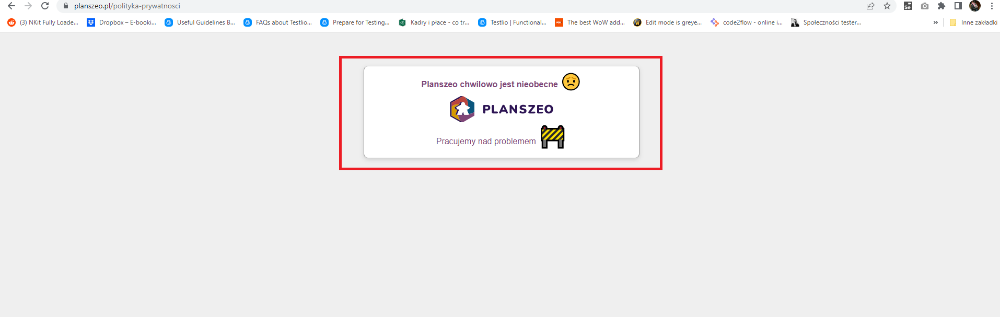 planszeo.pl/polityka-prywatnosci
(3) NKit Fully Loade...
Dropbox – E-booki...
Useful Guidelines B...
FAQs about Testlio...
Prepare for Testing...
Kadry i płace - co tr...
Testlio | Functional...
The best WoW add...
Edit mode is greye...
code2flow - online i...
Społeczności tester...
»
Inne zakładki
Planszeo chwilowo jest nieobecne
PLANSZEO
Pracujemy nad problemem